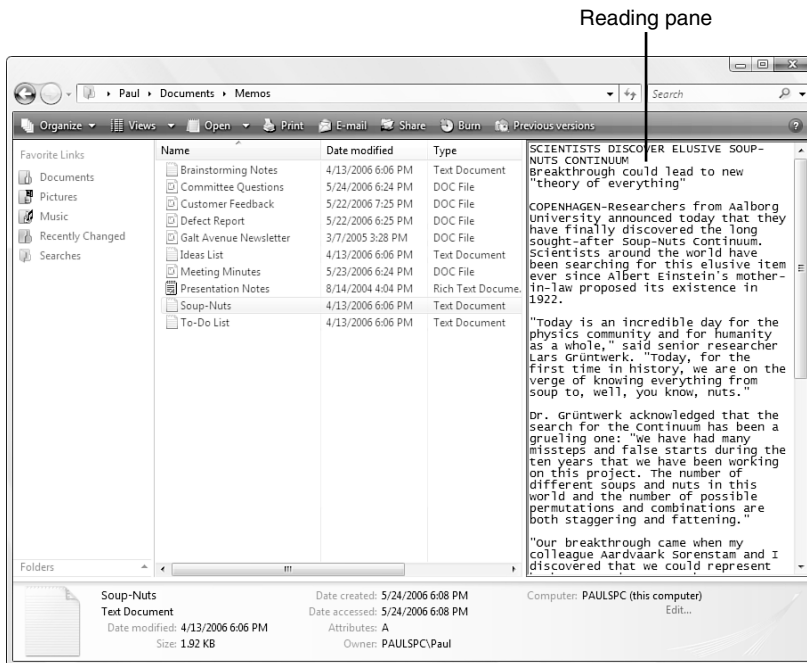 Reading pane
Paul Documents Memos
Search
Organize Views Open Print E-mail Share Burn Previous versions ?
Favorite Links
Documents
Pictures
Music
Recently Changed
Searches
Folders
Name Date modified Type
Brainstorming Notes 4/13/2006 6:06 PM Text Document
Committee Questions 5/24/2006 6:24 PM DOC File
Customer Feedback 5/22/2006 7:25 PM DOC File
Defect Report 5/22/2006 6:25 PM DOC File
Galt Avenue Newsletter 3/7/2005 3:28 PM DOC File
Ideas List 4/13/2006 6:06 PM Text Document
Meeting Minutes 5/23/2006 6:24 PM DOC File
Presentation Notes 8/14/2004 4:04 PM Rich Text Docume.
Soup-Nuts 4/13/2006 6:06 PM Text Document
To-Do List 4/13/2006 6:06 PM Text Document
SCIENTISTS DISCOVER ELUSIVE SOUP-
NUTS CONTINUUM
Breakthrough could lead to new
"theory of everything"
COPENHAGEN-Researchers from Aalborg
University announced today that they
have finally discovered the long
sought-after Soup-Nuts Continuum.
Scientists around the world have
been searching for this elusive item
ever since Albert Einstein's mother-
in-law proposed its existence in
1922.
"Today is an incredible day for the
physics community and for humanity
as a whole," said senior researcher
Lars Grüntwerk. "Today, for the
first time in history, we are on the
verge of knowing everything from
soup to, well, you know, nuts."
Dr. Grüntwerk acknowledged that the
search for the Continuum has been a
grueling one: "We have had many
missteps and false starts during the
ten years that we have been working
on this project. The number of
different soups and nuts in this
world and the number of possible
permutations and combinations are
both staggering and fattening."
"Our breakthrough came when my
colleague Aardvaark Sorenstam and I
discovered that we could represent
Soup-Nuts
Text Document
Date modified: 4/13/2006 6:06 PM
Size: 1.92 KB
Date created: 5/24/2006 6:08 PM
Date accessed: 5/24/2006 6:08 PM
Attributes: A
Owner: PAULSPC\Paul
Computer: PAULSPC (this computer)
Edit...